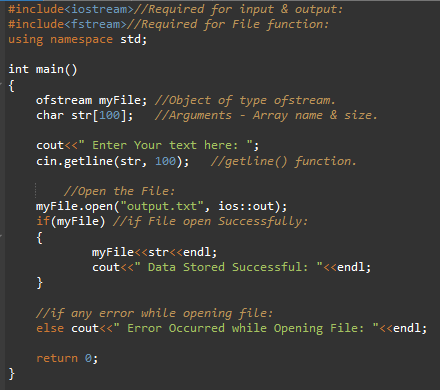 #include<iostream>//Required for input & output:
#include<fstream>//Required for File function:
using namespace std;
int main()
{
ofstream myFile; //Object of type ofstream.
char str[100];   //Arguments - Array name & size.
cout<<" Enter Your text here: ";
cin.getline(str, 100);   //getline() function.
//Open the File:
myFile.open("output.txt", ios::out);
if(myFile) //if File open Successfully:
{
myFile<<str<<endl;
cout<<" Data Stored Successful: "<<endl;
}
//if any error while opening file:
else cout<<" Error Occurred while Opening File: "<<endl;
return 0;
}